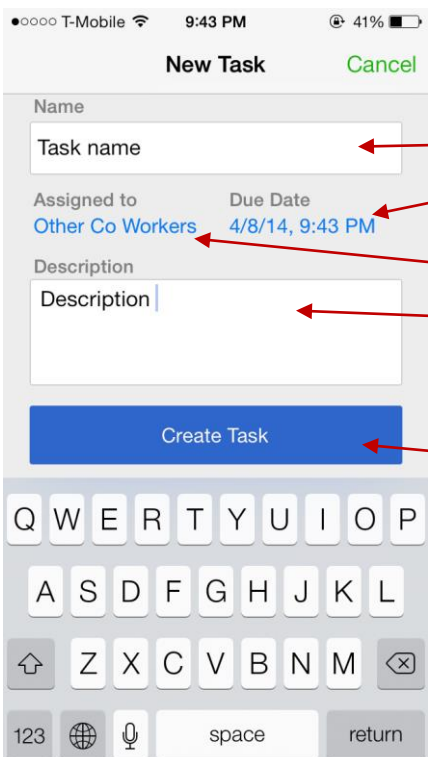 T-Mobile 9:43 PM 41%
New Task Cancel
Name
Task name
Assigned to Due Date
Other Co Workers 4/8/14, 9:43 PM
Description
Description
Create Task
Q W E R T Y U I O P
A S D F G H J K L
Z X C V B N M
123 space return